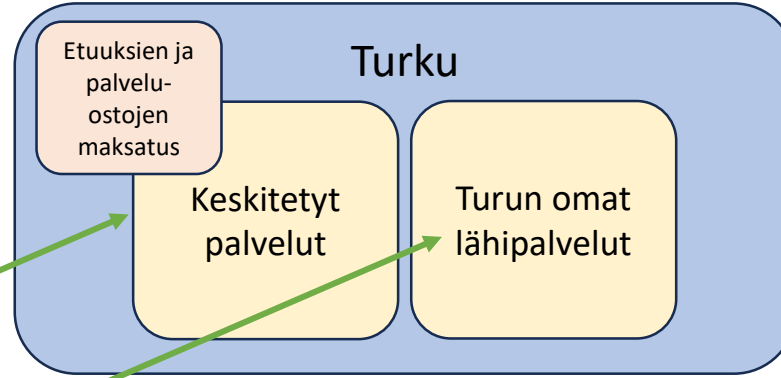 Etuuksien ja
palvelu-
ostojen
maksatus
Turku
Keskitetyt
palvelut
Turun omat
lähipalvelut